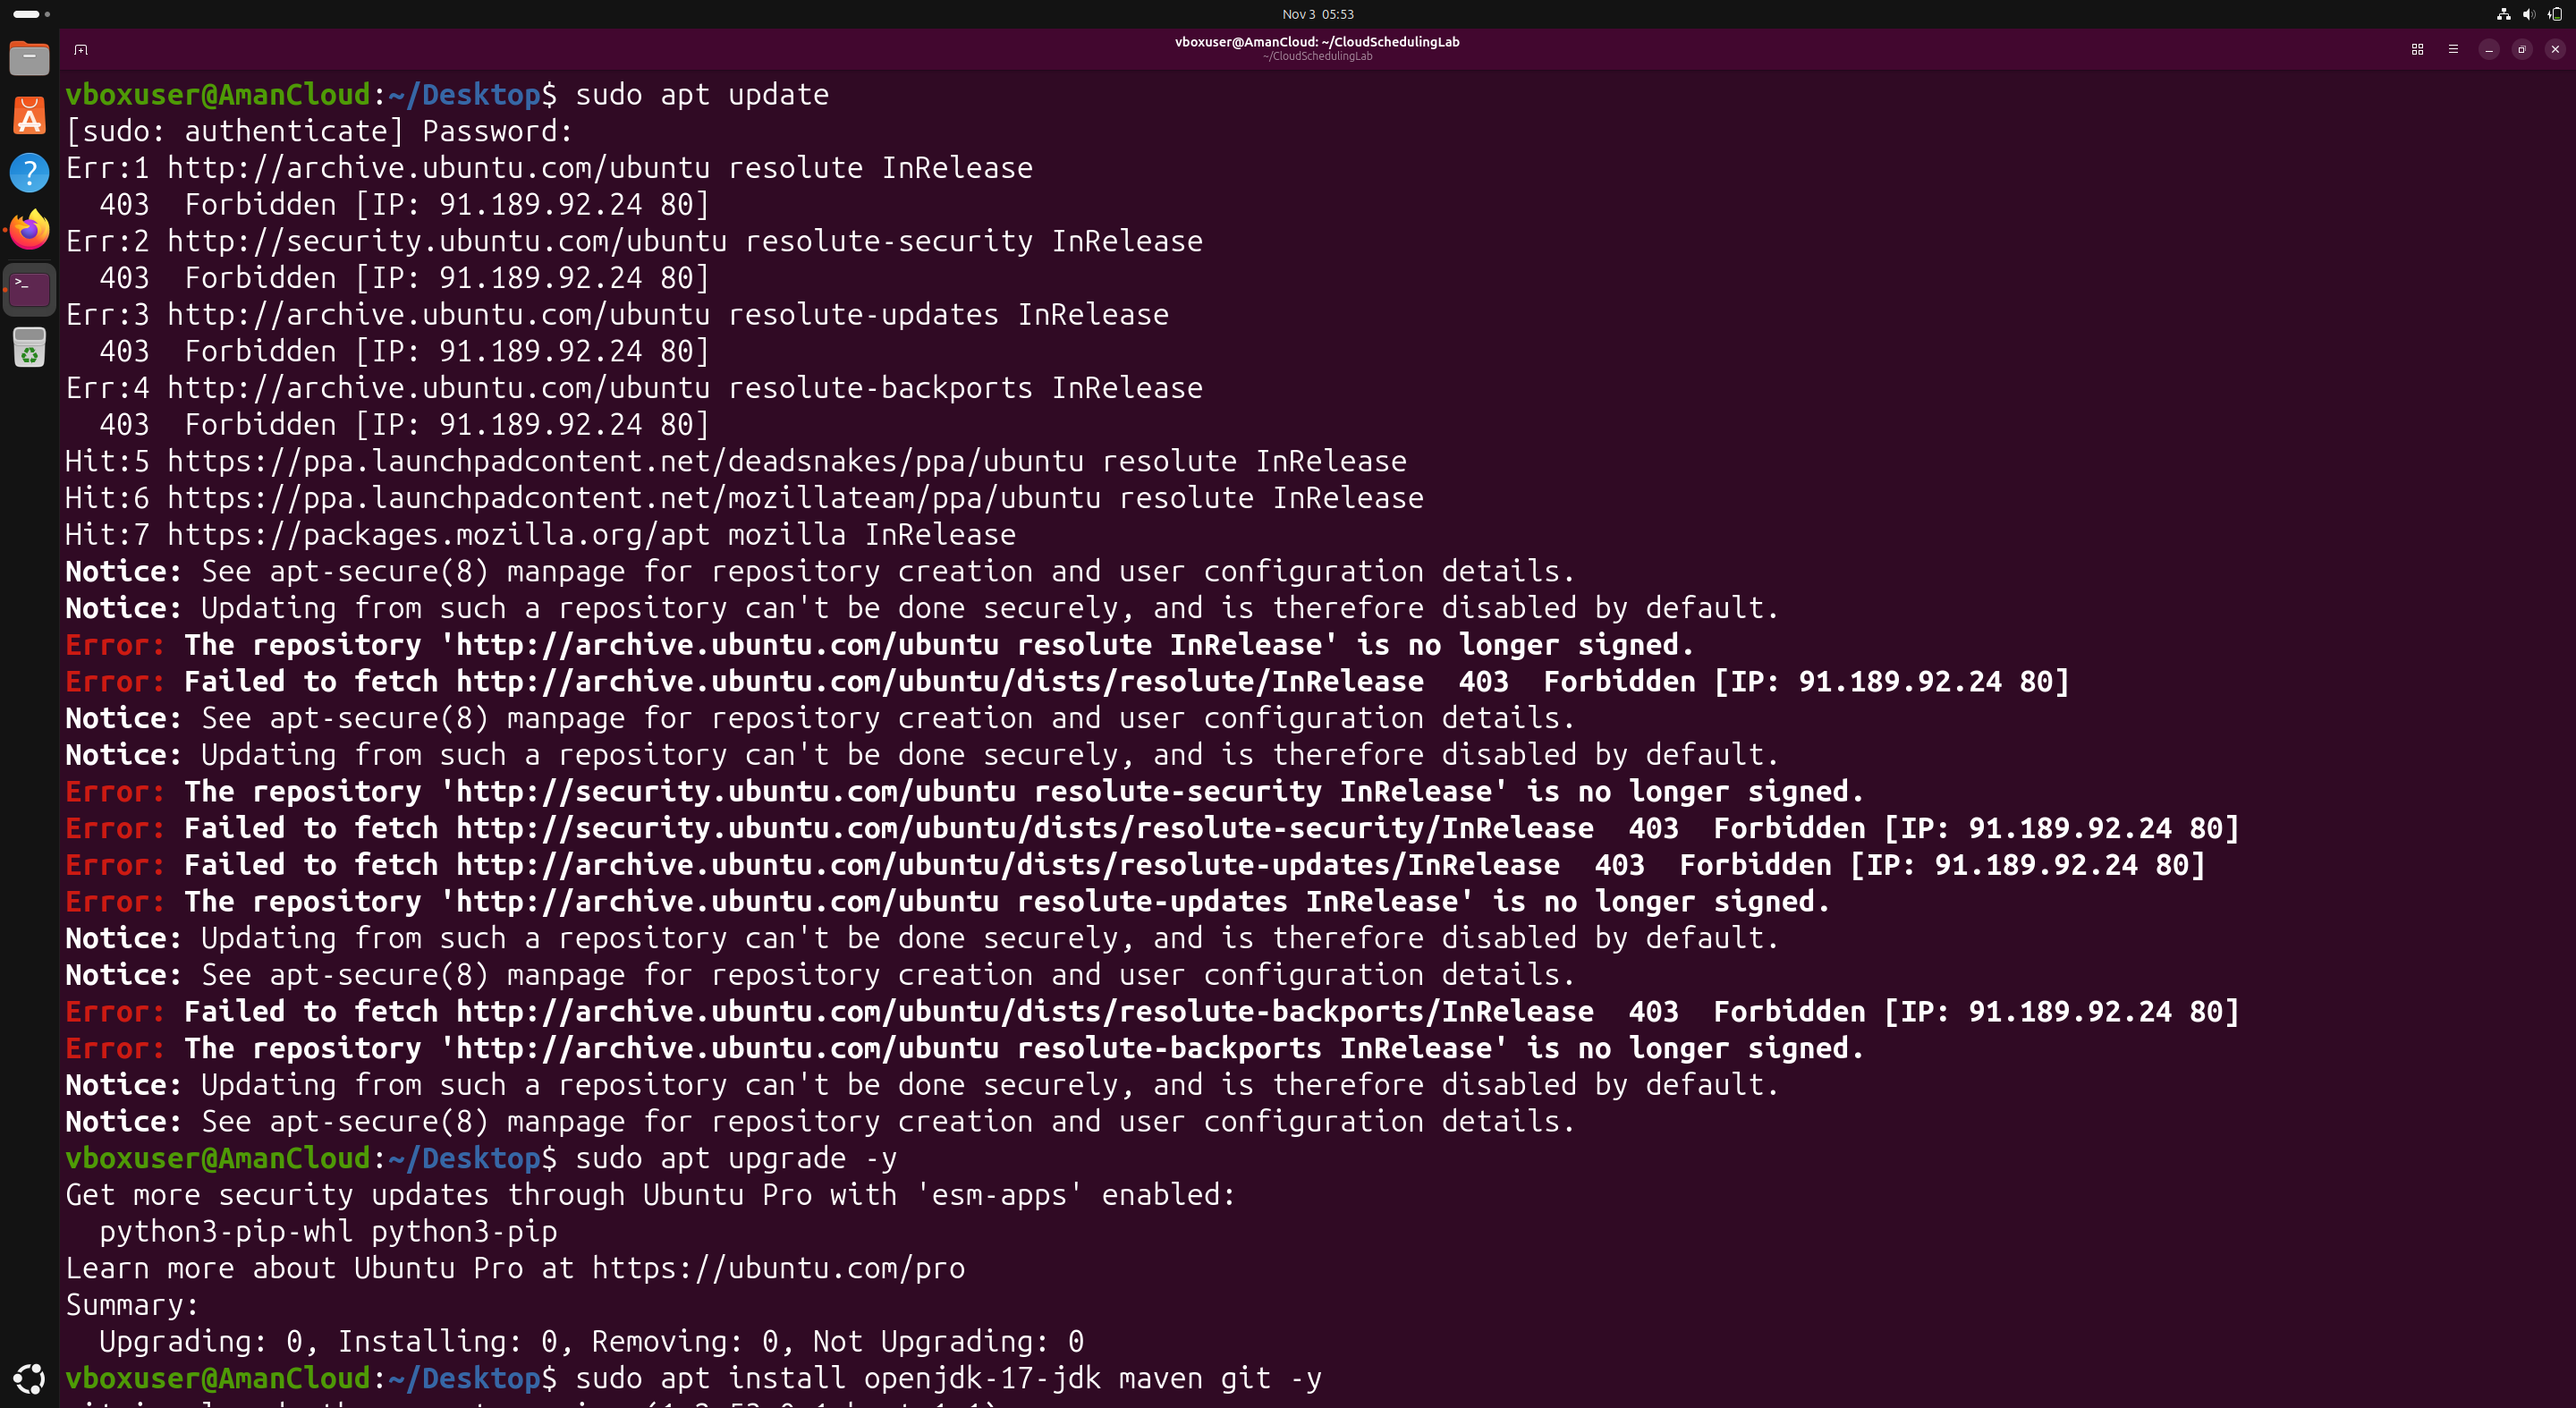 Nov 3 05:53
vboxuser@AmanCloud: ~/CloudSchedulingLab
~/CloudSchedulingLab
vboxuser@AmanCloud:~/Desktop$ sudo apt update
[sudo: authenticate] Password:
Err:1 http://archive.ubuntu.com/ubuntu resolute InRelease
  403  Forbidden [IP: 91.189.92.24 80]
Err:2 http://security.ubuntu.com/ubuntu resolute-security InRelease
  403  Forbidden [IP: 91.189.92.24 80]
Err:3 http://archive.ubuntu.com/ubuntu resolute-updates InRelease
  403  Forbidden [IP: 91.189.92.24 80]
Err:4 http://archive.ubuntu.com/ubuntu resolute-backports InRelease
  403  Forbidden [IP: 91.189.92.24 80]
Hit:5 https://ppa.launchpadcontent.net/deadsnakes/ppa/ubuntu resolute InRelease
Hit:6 https://ppa.launchpadcontent.net/mozillateam/ppa/ubuntu resolute InRelease
Hit:7 https://packages.mozilla.org/apt mozilla InRelease
Notice: See apt-secure(8) manpage for repository creation and user configuration details.
Notice: Updating from such a repository can't be done securely, and is therefore disabled by default.
Error: The repository 'http://archive.ubuntu.com/ubuntu resolute InRelease' is no longer signed.
Error: Failed to fetch http://archive.ubuntu.com/ubuntu/dists/resolute/InRelease  403  Forbidden [IP: 91.189.92.24 80]
Notice: See apt-secure(8) manpage for repository creation and user configuration details.
Notice: Updating from such a repository can't be done securely, and is therefore disabled by default.
Error: The repository 'http://security.ubuntu.com/ubuntu resolute-security InRelease' is no longer signed.
Error: Failed to fetch http://security.ubuntu.com/ubuntu/dists/resolute-security/InRelease  403  Forbidden [IP: 91.189.92.24 80]
Error: Failed to fetch http://archive.ubuntu.com/ubuntu/dists/resolute-updates/InRelease  403  Forbidden [IP: 91.189.92.24 80]
Error: The repository 'http://archive.ubuntu.com/ubuntu resolute-updates InRelease' is no longer signed.
Notice: Updating from such a repository can't be done securely, and is therefore disabled by default.
Notice: See apt-secure(8) manpage for repository creation and user configuration details.
Error: Failed to fetch http://archive.ubuntu.com/ubuntu/dists/resolute-backports/InRelease  403  Forbidden [IP: 91.189.92.24 80]
Error: The repository 'http://archive.ubuntu.com/ubuntu resolute-backports InRelease' is no longer signed.
Notice: Updating from such a repository can't be done securely, and is therefore disabled by default.
Notice: See apt-secure(8) manpage for repository creation and user configuration details.
vboxuser@AmanCloud:~/Desktop$ sudo apt upgrade -y
Get more security updates through Ubuntu Pro with 'esm-apps' enabled:
  python3-pip-whl python3-pip
Learn more about Ubuntu Pro at https://ubuntu.com/pro
Summary:
  Upgrading: 0, Installing: 0, Removing: 0, Not Upgrading: 0
vboxuser@AmanCloud:~/Desktop$ sudo apt install openjdk-17-jdk maven git -y